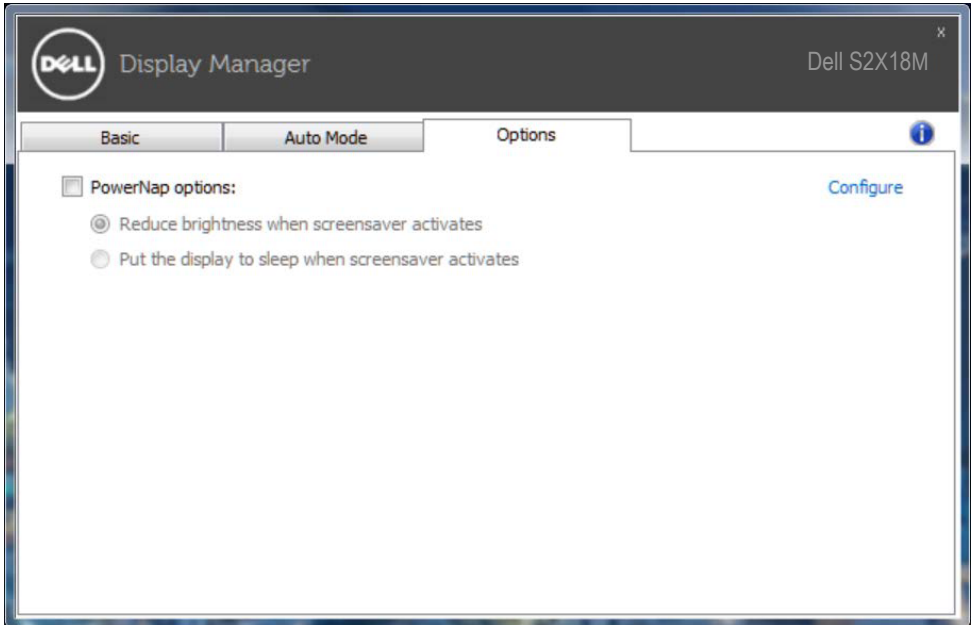 x
DELL Display Manager Dell S2X18M
Basic Auto Mode Options i
PowerNap options: Configure
Reduce brightness when screensaver activates
Put the display to sleep when screensaver activates